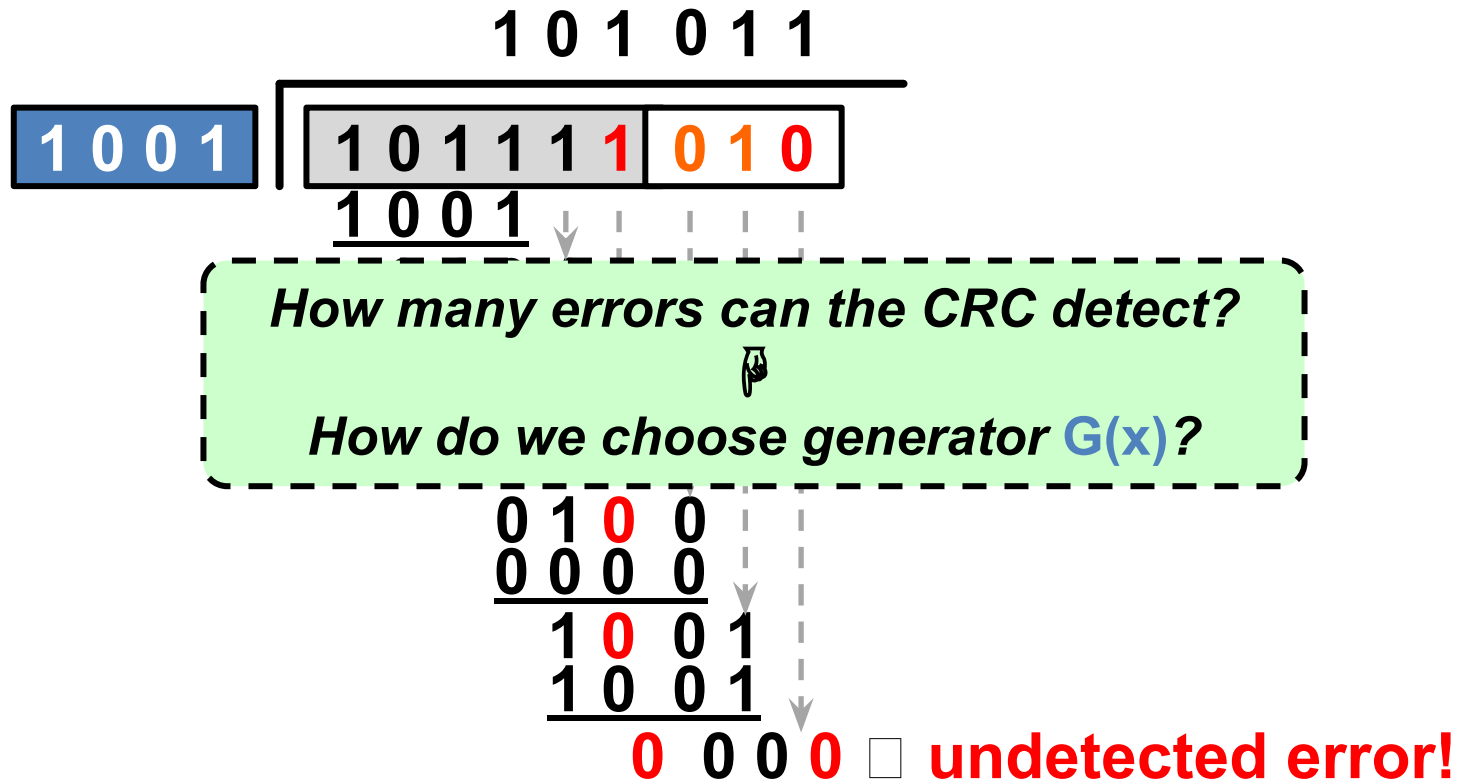 1 0 1 0 1 1
1 0 0 1 1 0 1 1 1 1 0 1 0
1 0 0 1
How many errors can the CRC detect?
☟
How do we choose generator G(x)?
0 1 0 0
0 0 0 0
1 0 0 1
1 0 0 1
0 0 0 0 □ undetected error!